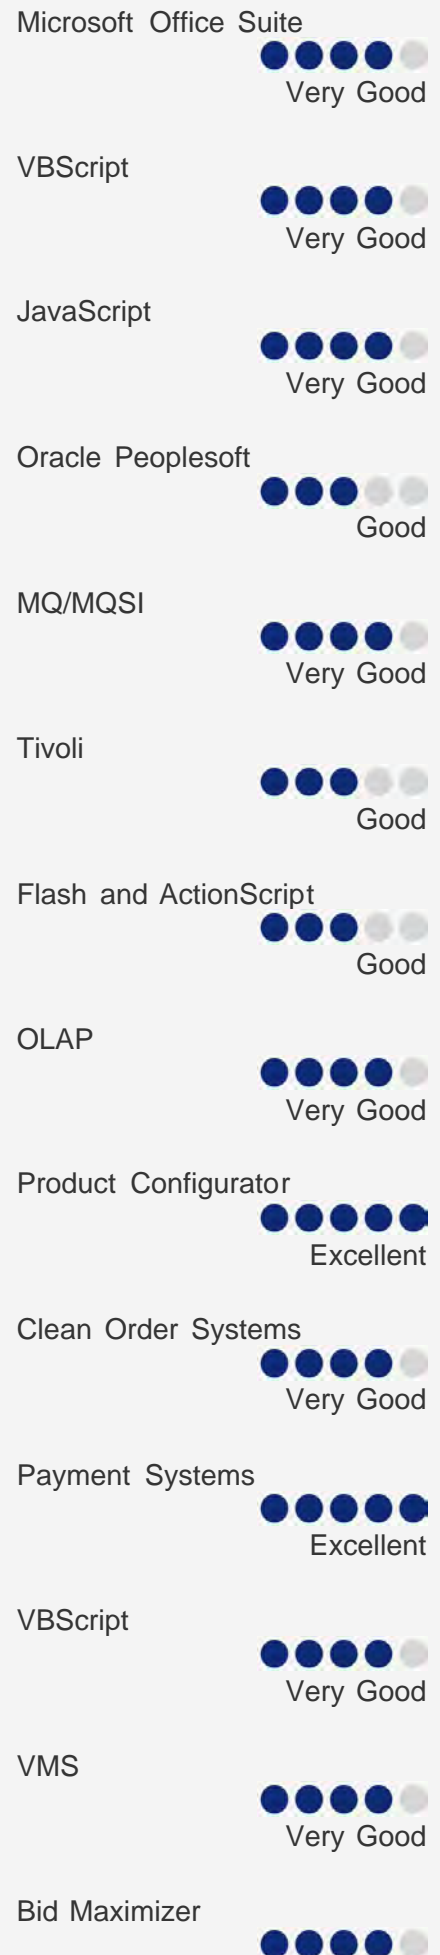 Microsoft Office Suite
Very Good
VBScript
Very Good
JavaScript
Very Good
Oracle Peoplesoft
Good
MQ/MQSI
Very Good
Tivoli
Good
Flash and ActionScript
Good
OLAP
Very Good
Product Configurator
Excellent
Clean Order Systems
Very Good
Payment Systems
Excellent
VBScript
Very Good
VMS
Very Good
Bid Maximizer